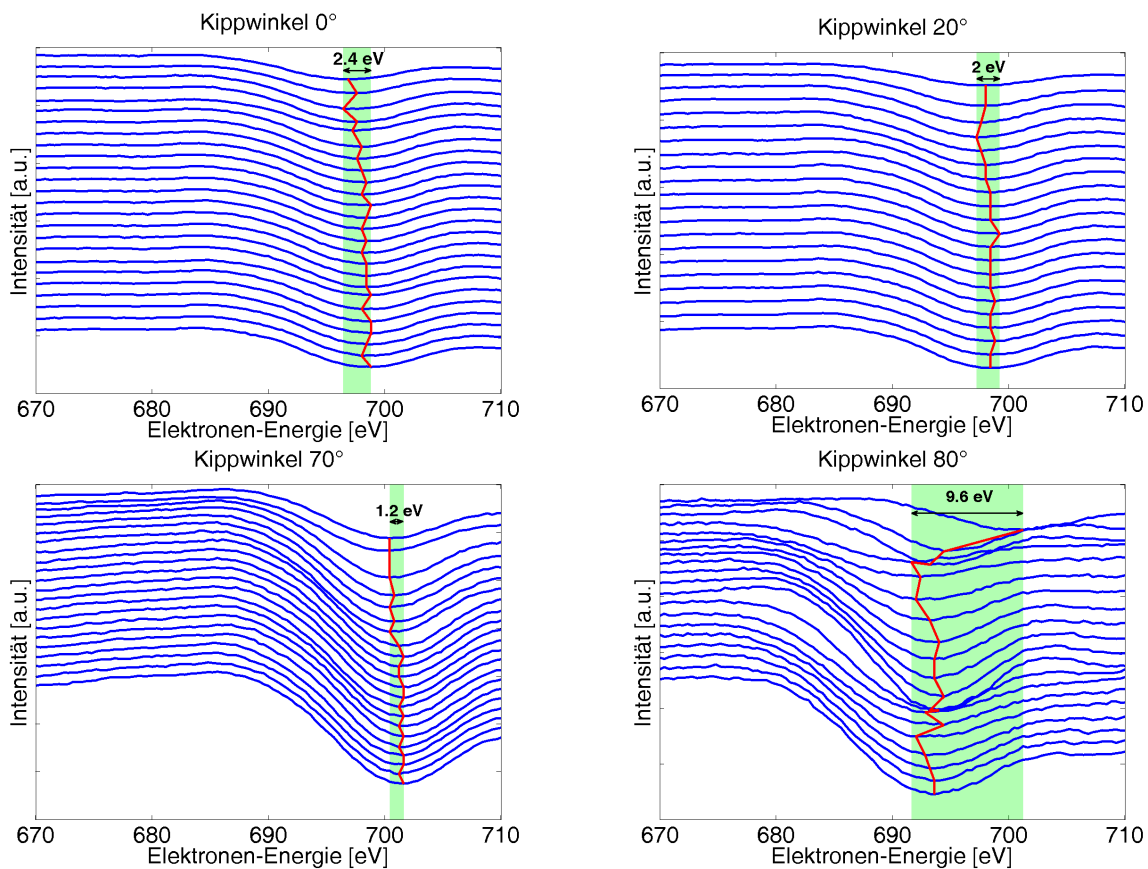 Kippwinkel 0°
2.4 eV
Intensität [a.u.]
670 680 690 700 710
Elektronen-Energie [eV]
Kippwinkel 20°
2 eV
Intensität [a.u.]
670 680 690 700 710
Elektronen-Energie [eV]
Kippwinkel 70°
1.2 eV
Intensität [a.u.]
670 680 690 700 710
Elektronen-Energie [eV]
Kippwinkel 80°
9.6 eV
Intensität [a.u.]
670 680 690 700 710
Elektronen-Energie [eV]